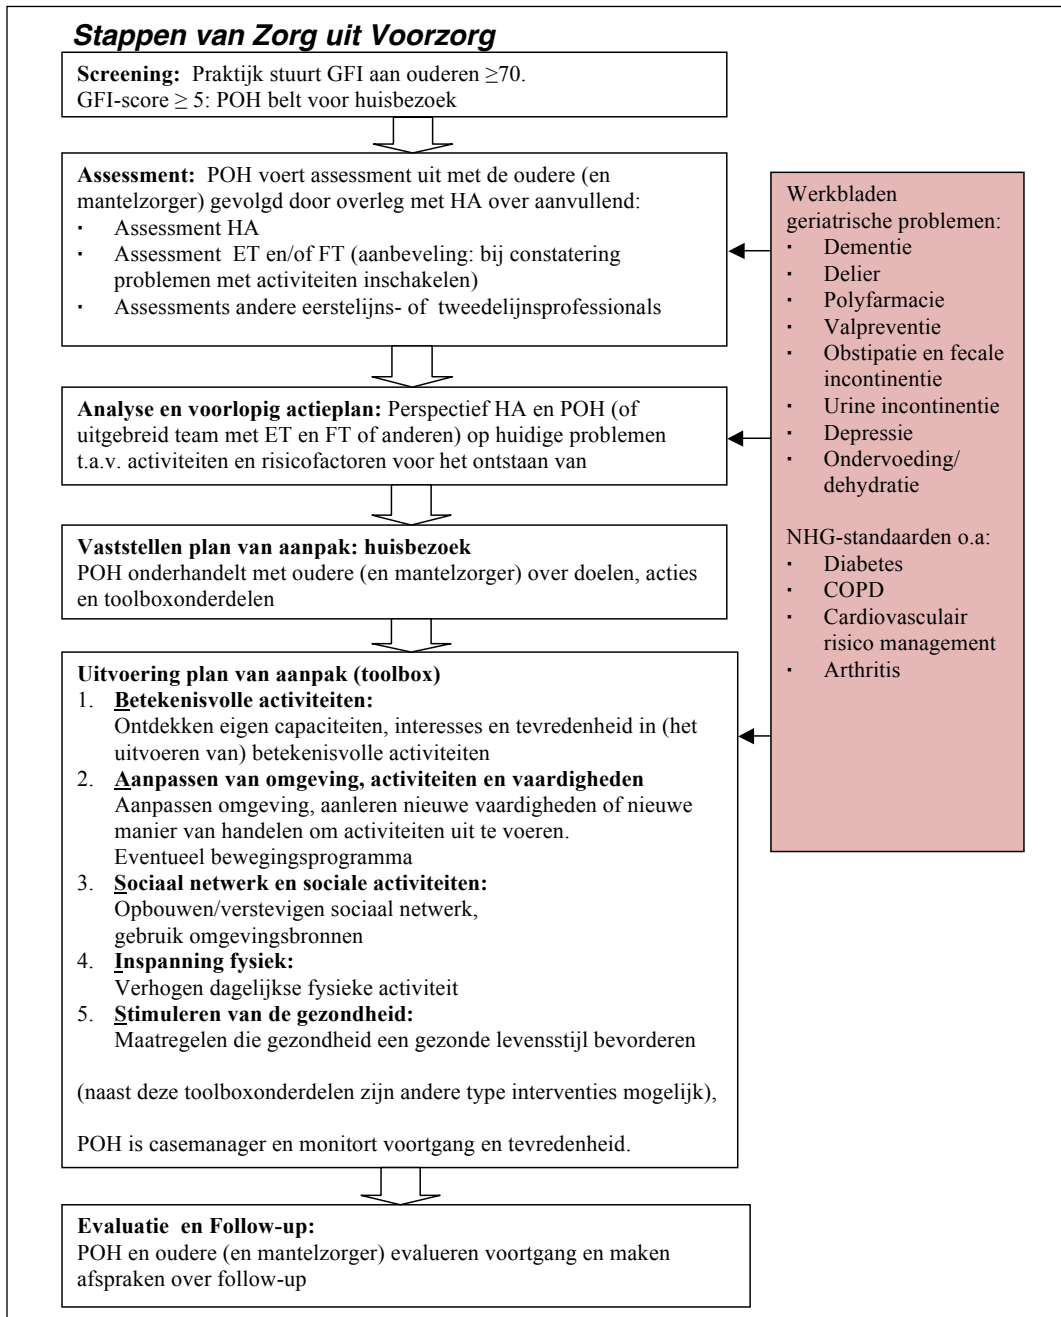 Stappen van Zorg uit Voorzorg
Screening: Praktijk stuurt GFI aan ouderen ≥70.
GFI-score ≥ 5: POH belt voor huisbezoek
Assessment: POH voert assessment uit met de oudere (en
mantelzorger) gevolgd door overleg met HA over aanvullend:
▪ Assessment HA
▪ Assessment ET en/of FT (aanbeveling: bij constatering
problemen met activiteiten inschakelen)
▪ Assessments andere eerstelijns- of tweedelijnsprofessionals
Analyse en voorlopig actieplan: Perspectief HA en POH (of
uitgebreid team met ET en FT of anderen) op huidige problemen
t.a.v. activiteiten en risicofactoren voor het ontstaan van
Vaststellen plan van aanpak: huisbezoek
POH onderhandelt met oudere (en mantelzorger) over doelen, acties
en toolboxonderdelen
Uitvoering plan van aanpak (toolbox)
1. Betekenisvolle activiteiten:
Ontdekken eigen capaciteiten, interesses en tevredenheid in (het
uitvoeren van) betekenisvolle activiteiten
2. Aanpassen van omgeving, activiteiten en vaardigheden
Aanpassen omgeving, aanleren nieuwe vaardigheden of nieuwe
manier van handelen om activiteiten uit te voeren.
Eventueel bewegingsprogramma
3. Sociaal netwerk en sociale activiteiten:
Opbouwen/verstevigen sociaal netwerk,
gebruik omgevingsbronnen
4. Inspanning fysiek:
Verhogen dagelijkse fysieke activiteit
5. Stimuleren van de gezondheid:
Maatregelen die gezondheid een gezonde levensstijl bevorderen
(naast deze toolboxonderdelen zijn andere type interventies mogelijk),
POH is casemanager en monitort voortgang en tevredenheid.
Evaluatie en Follow-up:
POH en oudere (en mantelzorger) evalueren voortgang en maken
afspraken over follow-up
Werkbladen
geriatrische problemen:
▪ Dementie
▪ Delier
▪ Polyfarmacie
▪ Valpreventie
▪ Obstipatie en fecale
incontinentie
▪ Urine incontinentie
▪ Depressie
▪ Ondervoeding/
dehydratie
NHG-standaarden o.a:
▪ Diabetes
▪ COPD
▪ Cardiovasculair
risico management
▪ Arthritis